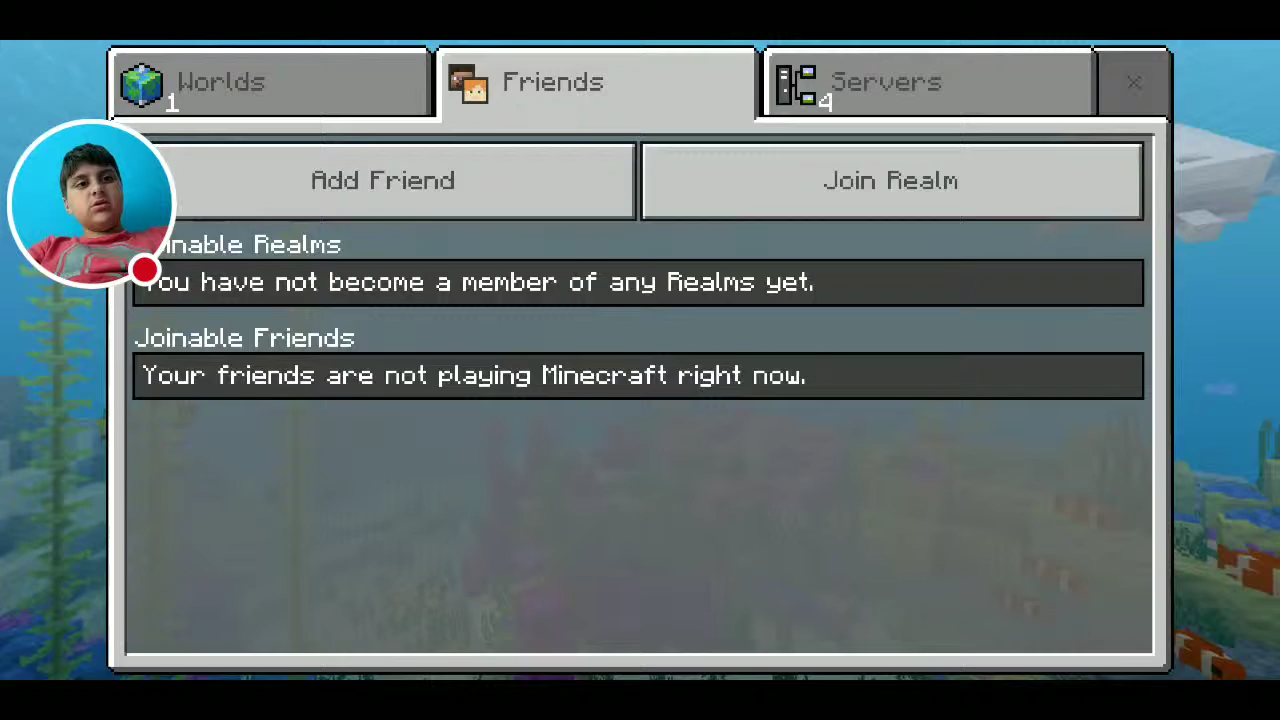 Worlds
1
Friends
Servers
4
Add Friend
Join Realm
inable Realms
You have not become a member of any Realms yet.
Joinable Friends
Your friends are not playing Minecraft right now.